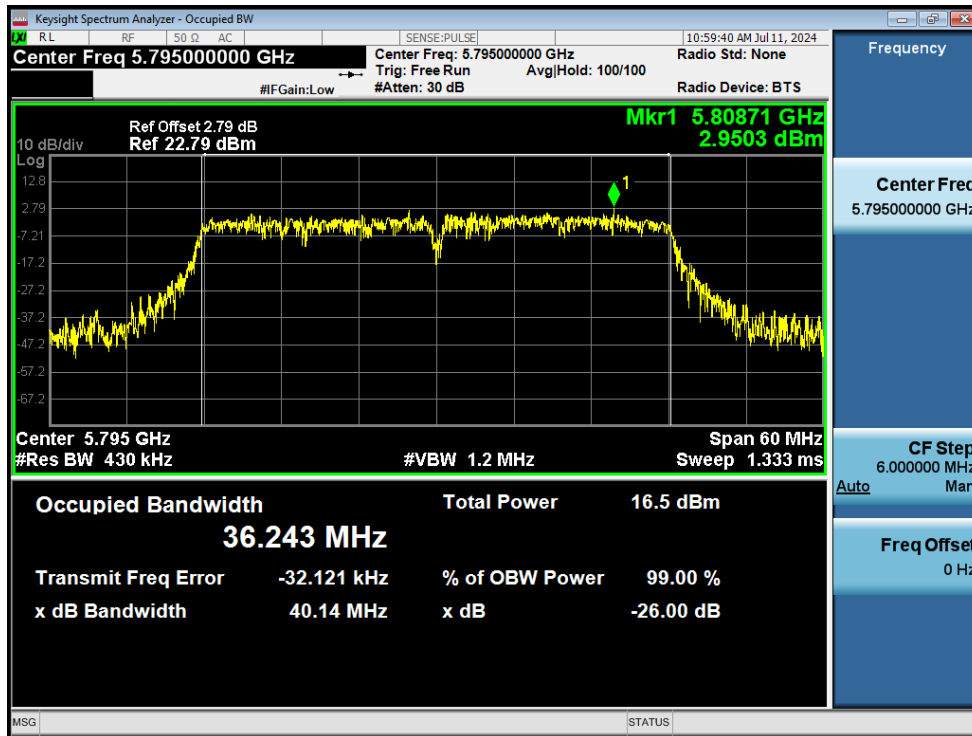 Keysight Spectrum Analyzer - Occupied BW
LXI RL RF 50 Ω AC SENSE:PULSE 10:59:40 AM Jul 11, 2024
Center Freq 5.795000000 GHz
Center Freq: 5.795000000 GHz Radio Std: None
Trig: Free Run Avg|Hold: 100/100
#IFGain:Low #Atten: 30 dB Radio Device: BTS
Frequency
Mkr1 5.80871 GHz
2.9503 dBm
Ref Offset 2.79 dB
10 dB/div Ref 22.79 dBm
Log
12.8
2.79
-7.21
-17.2
-27.2
-37.2
-47.2
-57.2
-67.2
1
Center 5.795 GHz Span 60 MHz
#Res BW 430 kHz #VBW 1.2 MHz Sweep 1.333 ms
Occupied Bandwidth Total Power 16.5 dBm
36.243 MHz
Transmit Freq Error -32.121 kHz % of OBW Power 99.00 %
x dB Bandwidth 40.14 MHz x dB -26.00 dB
Center Freq
5.795000000 GHz
CF Step
6.000000 MHz
Auto Man
Freq Offset
0 Hz
MSG STATUS